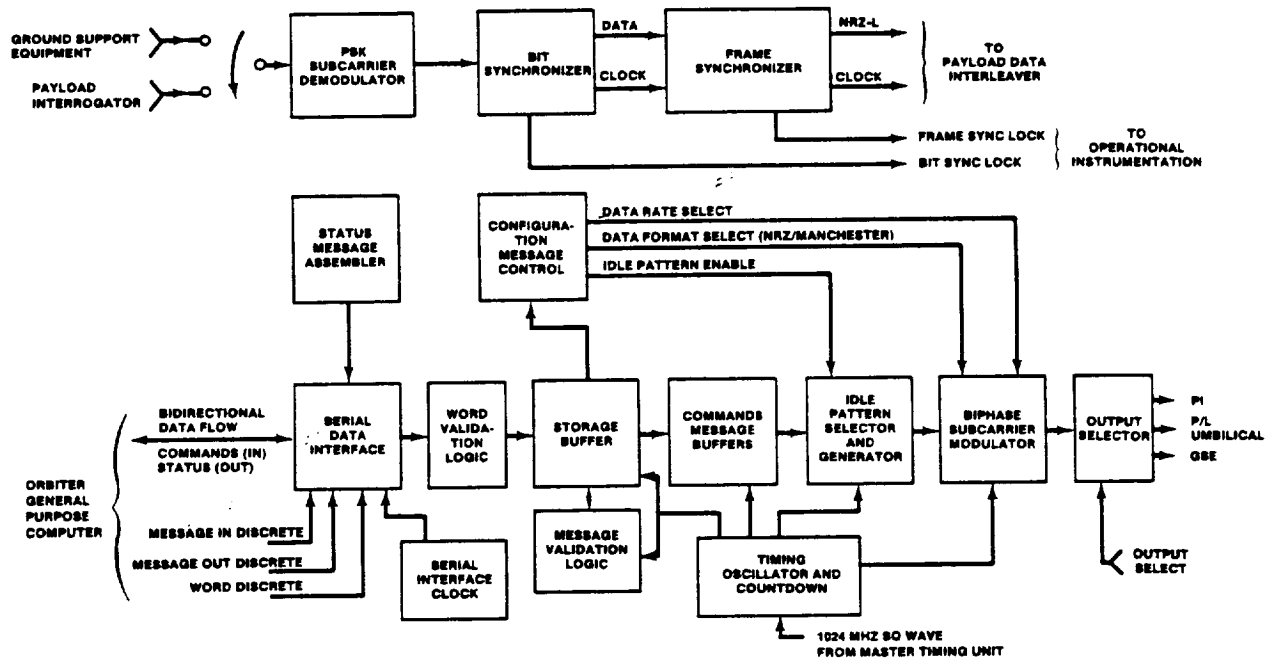 GROUND SUPPORT
EQUIPMENT
PAYLOAD
INTERROGATOR
PSK
SUBCARRIER
DEMODULATOR
BIT
SYNCHRONIZER
DATA
CLOCK
FRAME
SYNCHRONIZER
NRZ-L
CLOCK
TO
PAYLOAD DATA
INTERLEAVER
FRAME SYNC LOCK
BIT SYNC LOCK
TO
OPERATIONAL
INSTRUMENTATION
STATUS
MESSAGE
ASSEMBLER
CONFIGURA-
TION
MESSAGE
CONTROL
DATA RATE SELECT
DATA FORMAT SELECT (NRZ/MANCHESTER)
IDLE PATTERN ENABLE
ORBITER
GENERAL
PURPOSE
COMPUTER
BIDIRECTIONAL
DATA FLOW
COMMANDS (IN)
STATUS (OUT)
MESSAGE IN DISCRETE
MESSAGE OUT DISCRETE
WORD DISCRETE
SERIAL
DATA
INTERFACE
SERIAL
INTERFACE
CLOCK
WORD
VALIDA-
TION
LOGIC
STORAGE
BUFFER
MESSAGE
VALIDATION
LOGIC
COMMANDS
MESSAGE
BUFFERS
IDLE
PATTERN
SELECTOR
AND
GENERATOR
BIPHASE
SUBCARRIER
MODULATOR
OUTPUT
SELECTOR
PI
P/L
UMBILICAL
GSE
TIMING
OSCILLATOR AND
COUNTDOWN
OUTPUT
SELECT
1024 MHZ SQ WAVE
FROM MASTER TIMING UNIT